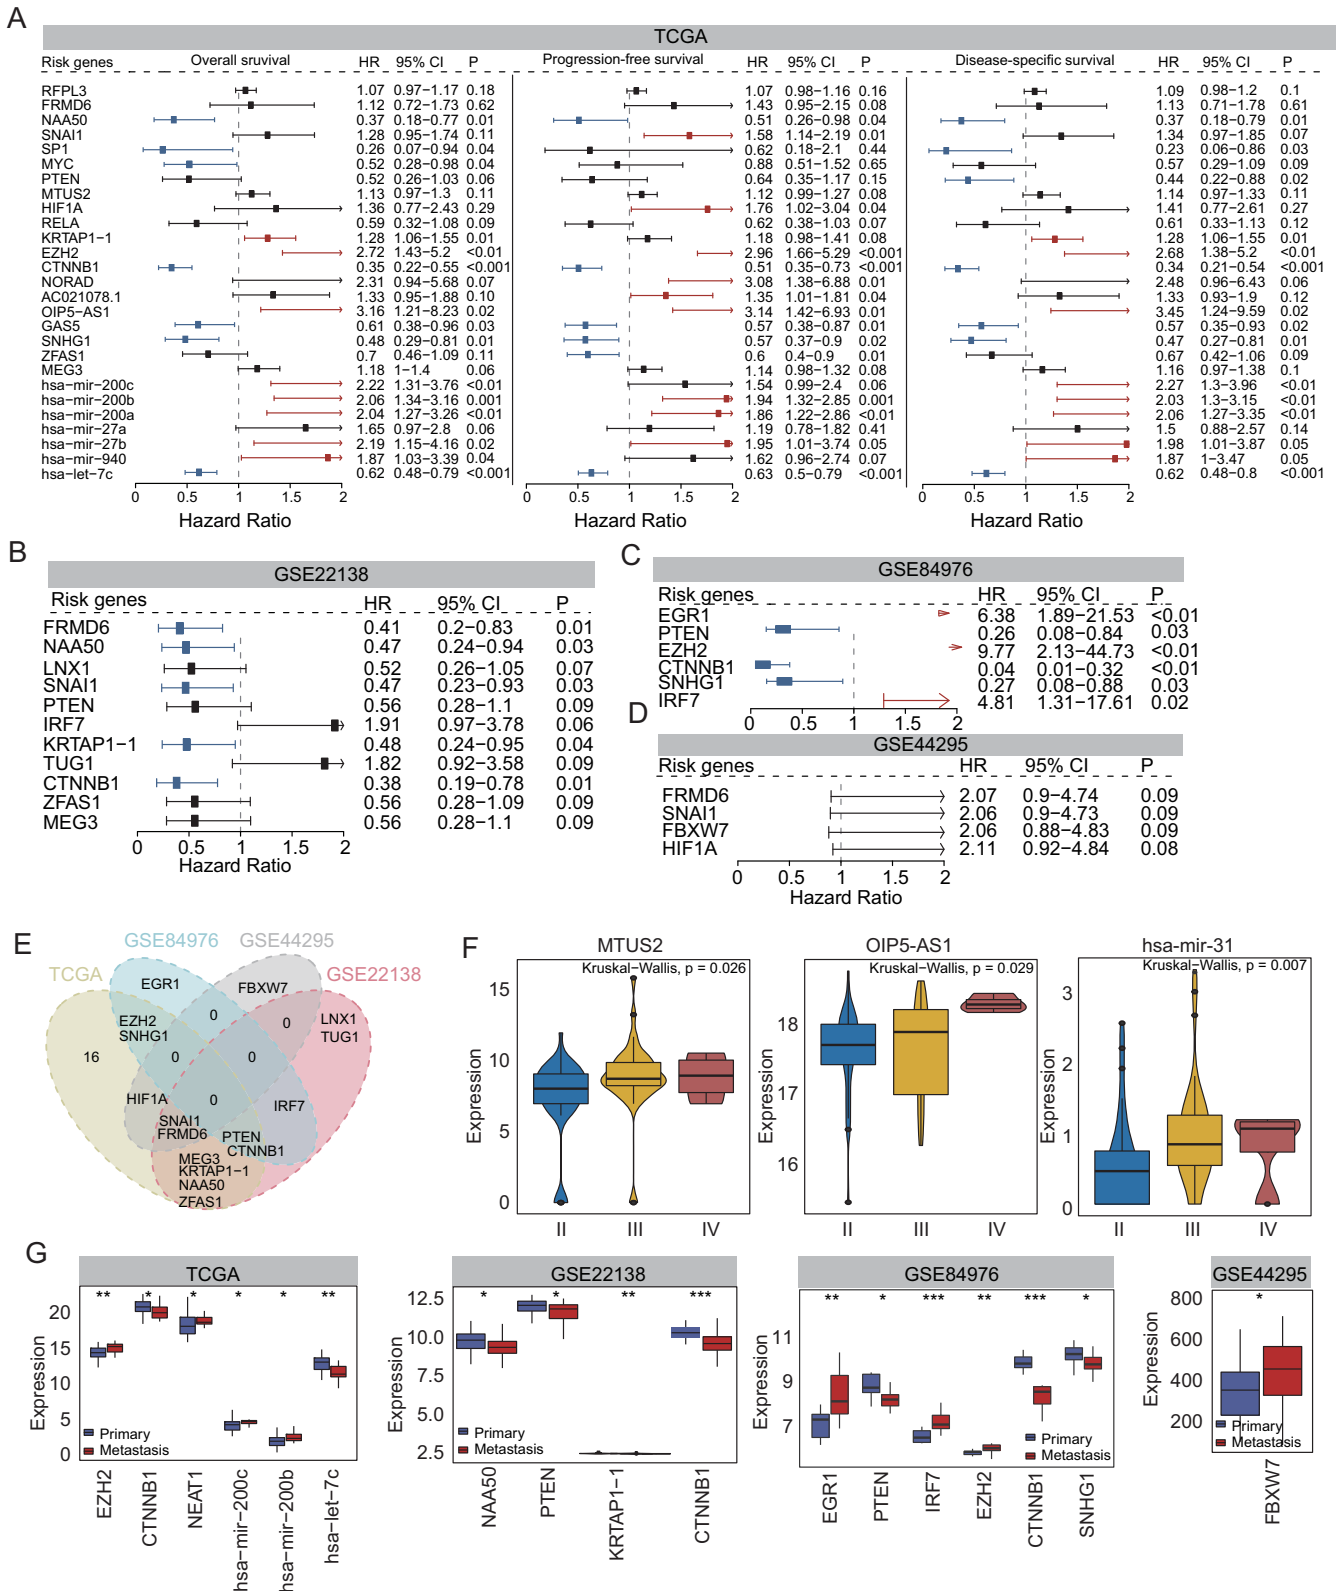 A
TCGA
Risk genes Overall sruvival HR 95% CI P Progression-free survival HR 95% CI P Disease-specific survival HR 95% CI P
RFPL3 1.07 0.97−1.17 0.18 1.07 0.98−1.16 0.16 1.09 0.98−1.2 0.1
FRMD6 1.12 0.72−1.73 0.62 1.43 0.95−2.15 0.08 1.13 0.71−1.78 0.61
NAA50 0.37 0.18−0.77 0.01 0.51 0.26−0.98 0.04 0.37 0.18−0.79 0.01
SNAI1 1.28 0.95−1.74 0.11 1.58 1.14−2.19 0.01 1.34 0.97−1.85 0.07
SP1 0.26 0.07−0.94 0.04 0.62 0.18−2.1 0.44 0.23 0.06−0.86 0.03
MYC 0.52 0.28−0.98 0.04 0.88 0.51−1.52 0.65 0.57 0.29−1.09 0.09
PTEN 0.52 0.26−1.03 0.06 0.64 0.35−1.17 0.15 0.44 0.22−0.88 0.02
MTUS2 1.13 0.97−1.3 0.11 1.12 0.99−1.27 0.08 1.14 0.97−1.33 0.11
HIF1A 1.36 0.77−2.43 0.29 1.76 1.02−3.04 0.04 1.41 0.77−2.61 0.27
RELA 0.59 0.32−1.08 0.09 0.62 0.38−1.03 0.07 0.61 0.33−1.13 0.12
KRTAP1−1 1.28 1.06−1.55 0.01 1.18 0.98−1.41 0.08 1.28 1.06−1.55 0.01
EZH2 2.72 1.43−5.2 <0.01 2.96 1.66−5.29 <0.001 2.68 1.38−5.2 <0.01
CTNNB1 0.35 0.22−0.55 <0.001 0.51 0.35−0.73 <0.001 0.34 0.21−0.54 <0.001
NORAD 2.31 0.94−5.68 0.07 3.08 1.38−6.88 0.01 2.48 0.96−6.43 0.06
AC021078.1 1.33 0.95−1.88 0.10 1.35 1.01−1.81 0.04 1.33 0.93−1.9 0.12
OIP5−AS1 3.16 1.21−8.23 0.02 3.14 1.42−6.93 0.01 3.45 1.24−9.59 0.02
GAS5 0.61 0.38−0.96 0.03 0.57 0.38−0.87 0.01 0.57 0.35−0.93 0.02
SNHG1 0.48 0.29−0.81 0.01 0.57 0.37−0.9 0.02 0.47 0.27−0.81 0.01
ZFAS1 0.7 0.46−1.09 0.11 0.6 0.4−0.9 0.01 0.67 0.42−1.06 0.09
MEG3 1.18 1−1.4 0.06 1.14 0.98−1.32 0.08 1.16 0.97−1.38 0.1
hsa−mir−200c 2.22 1.31−3.76 <0.01 1.54 0.99−2.4 0.06 2.27 1.3−3.96 <0.01
hsa−mir−200b 2.06 1.34−3.16 0.001 1.94 1.32−2.85 0.001 2.03 1.3−3.15 <0.01
hsa−mir−200a 2.04 1.27−3.26 <0.01 1.86 1.22−2.86 <0.01 2.06 1.27−3.35 <0.01
hsa−mir−27a 1.65 0.97−2.8 0.06 1.19 0.78−1.82 0.41 1.5 0.88−2.57 0.14
hsa−mir−27b 2.19 1.15−4.16 0.02 1.95 1.01−3.74 0.05 1.98 1.01−3.87 0.05
hsa−mir−940 1.87 1.03−3.39 0.04 1.62 0.96−2.74 0.07 1.87 1−3.47 0.05
hsa−let−7c 0.62 0.48−0.79 <0.001 0.63 0.5−0.79 <0.001 0.62 0.48−0.8 <0.001
0 0.5 1 1.5 2 0 0.5 1 1.5 2 0 0.5 1 1.5 2
Hazard Ratio Hazard Ratio Hazard Ratio
B
GSE22138
Risk genes HR 95% CI P
FRMD6 0.41 0.2−0.83 0.01
NAA50 0.47 0.24−0.94 0.03
LNX1 0.52 0.26−1.05 0.07
SNAI1 0.47 0.23−0.93 0.03
PTEN 0.56 0.28−1.1 0.09
IRF7 1.91 0.97−3.78 0.06
KRTAP1−1 0.48 0.24−0.95 0.04
TUG1 1.82 0.92−3.58 0.09
CTNNB1 0.38 0.19−0.78 0.01
ZFAS1 0.56 0.28−1.09 0.09
MEG3 0.56 0.28−1.1 0.09
0 0.5 1 1.5 2
Hazard Ratio
C
GSE84976
Risk genes HR 95% CI P
EGR1 6.38 1.89−21.53 <0.01
PTEN 0.26 0.08−0.84 0.03
EZH2 9.77 2.13−44.73 <0.01
CTNNB1 0.04 0.01−0.32 <0.01
SNHG1 0.27 0.08−0.88 0.03
IRF7 4.81 1.31−17.61 0.02
0 0.5 1 1.5 2
D
GSE44295
Risk genes HR 95% CI P
FRMD6 2.07 0.9−4.74 0.09
SNAI1 2.06 0.9−4.73 0.09
FBXW7 2.06 0.88−4.83 0.09
HIF1A 2.11 0.92−4.84 0.08
0 0.5 1 1.5 2
Hazard Ratio
E
GSE84976 GSE44295
TCGA GSE22138
EGR1 FBXW7
EZH2 SNHG1 0 0 LNX1 TUG1
16 0 0
HIF1A 0 IRF7
SNAI1
FRMD6 PTEN
CTNNB1
MEG3
KRTAP1−1
NAA50
ZFAS1
F
MTUS2 OIP5−AS1 hsa−mir−31
Kruskal−Wallis, p = 0.026 Kruskal−Wallis, p = 0.029 Kruskal−Wallis, p = 0.007
Expression 15 10 5 0
Expression 18 17 16
Expression 3 2 1 0
II III IV II III IV II III IV
G
TCGA GSE22138 GSE84976 GSE44295
** * * * * **
Expression 20 15 10 5 0
Primary
Metastasis
EZH2 CTNNB1 NEAT1 hsa−mir−200c hsa−mir−200b hsa−let−7c
* * ** ***
Expression 12.5 10.0 7.5 5.0 2.5
Primary
Metastasis
NAA50 PTEN KRTAP1−1 CTNNB1
** * *** ** *** *
Expression 11 9 7
Primary
Metastasis
EGR1 PTEN IRF7 EZH2 CTNNB1 SNHG1
*
Expression 800 600 400 200
Primary
Metastasis
FBXW7